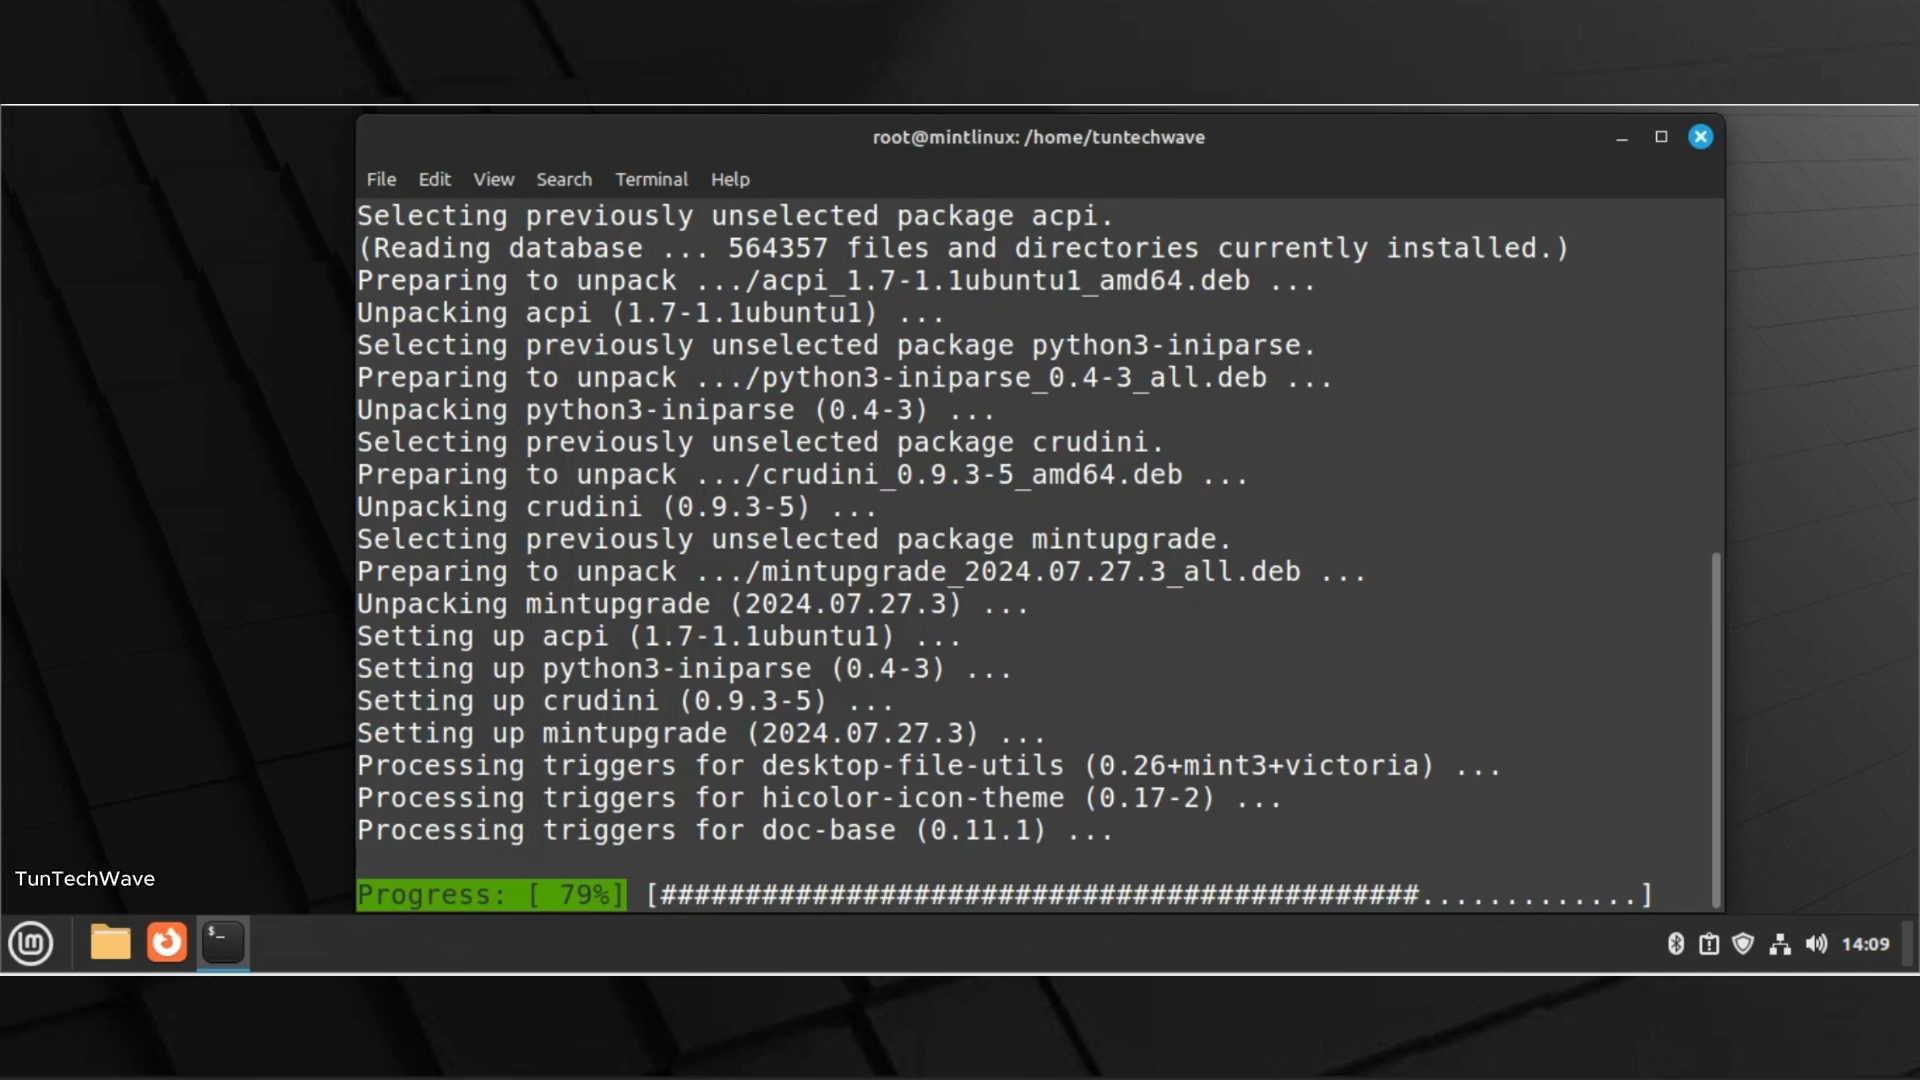 root@mintlinux: /home/tuntechwave
File Edit View Search Terminal Help
Selecting previously unselected package acpi.
(Reading database ... 564357 files and directories currently installed.)
Preparing to unpack .../acpi_1.7-1.1ubuntu1_amd64.deb ...
Unpacking acpi (1.7-1.1ubuntu1) ...
Selecting previously unselected package python3-iniparse.
Preparing to unpack .../python3-iniparse_0.4-3_all.deb ...
Unpacking python3-iniparse (0.4-3) ...
Selecting previously unselected package crudini.
Preparing to unpack .../crudini_0.9.3-5_amd64.deb ...
Unpacking crudini (0.9.3-5) ...
Selecting previously unselected package mintupgrade.
Preparing to unpack .../mintupgrade_2024.07.27.3_all.deb ...
Unpacking mintupgrade (2024.07.27.3) ...
Setting up acpi (1.7-1.1ubuntu1) ...
Setting up python3-iniparse (0.4-3) ...
Setting up crudini (0.9.3-5) ...
Setting up mintupgrade (2024.07.27.3) ...
Processing triggers for desktop-file-utils (0.26+mint3+victoria) ...
Processing triggers for hicolor-icon-theme (0.17-2) ...
Processing triggers for doc-base (0.11.1) ...
TunTechWave
Progress: [ 79%] [#############################################.............]
$_
14:09